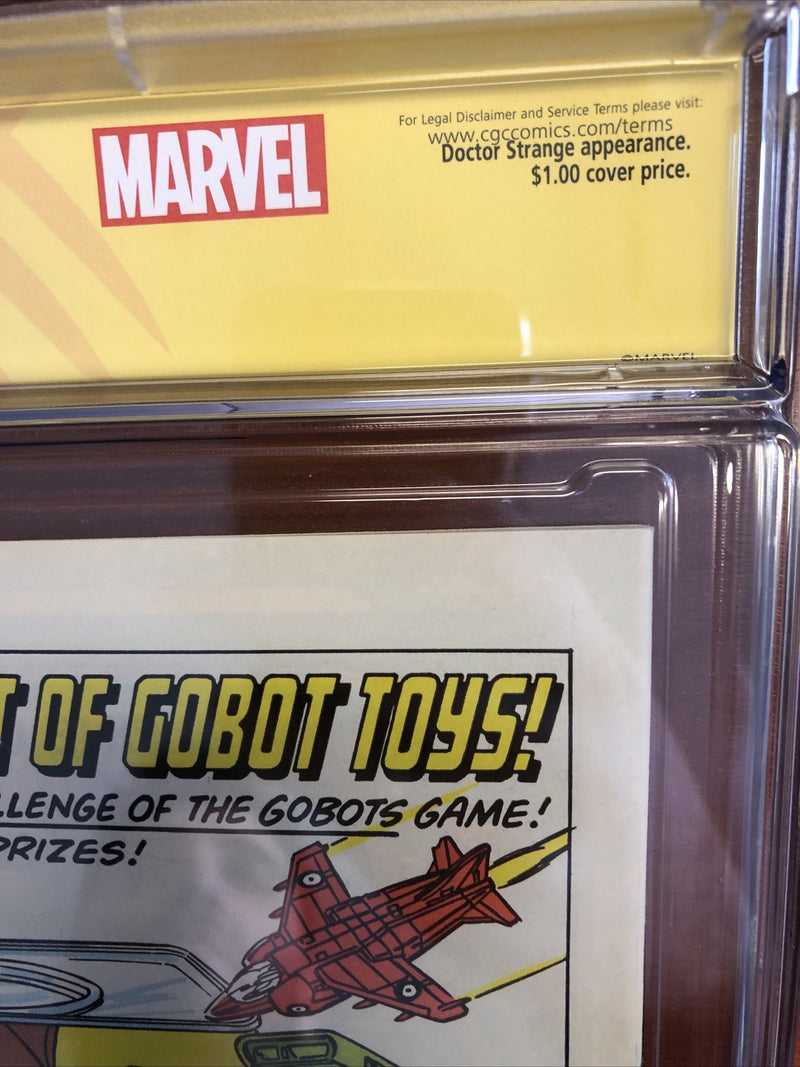 MARVEL
For Legal Disclaimer and Service Terms please visit:
www.cgccomics.com/terms
Doctor Strange appearance.
$1.00 cover price.
©MARVEL
T OF GOBOT TOYS!
LLENGE OF THE GOBOTS GAME!
PRIZES!